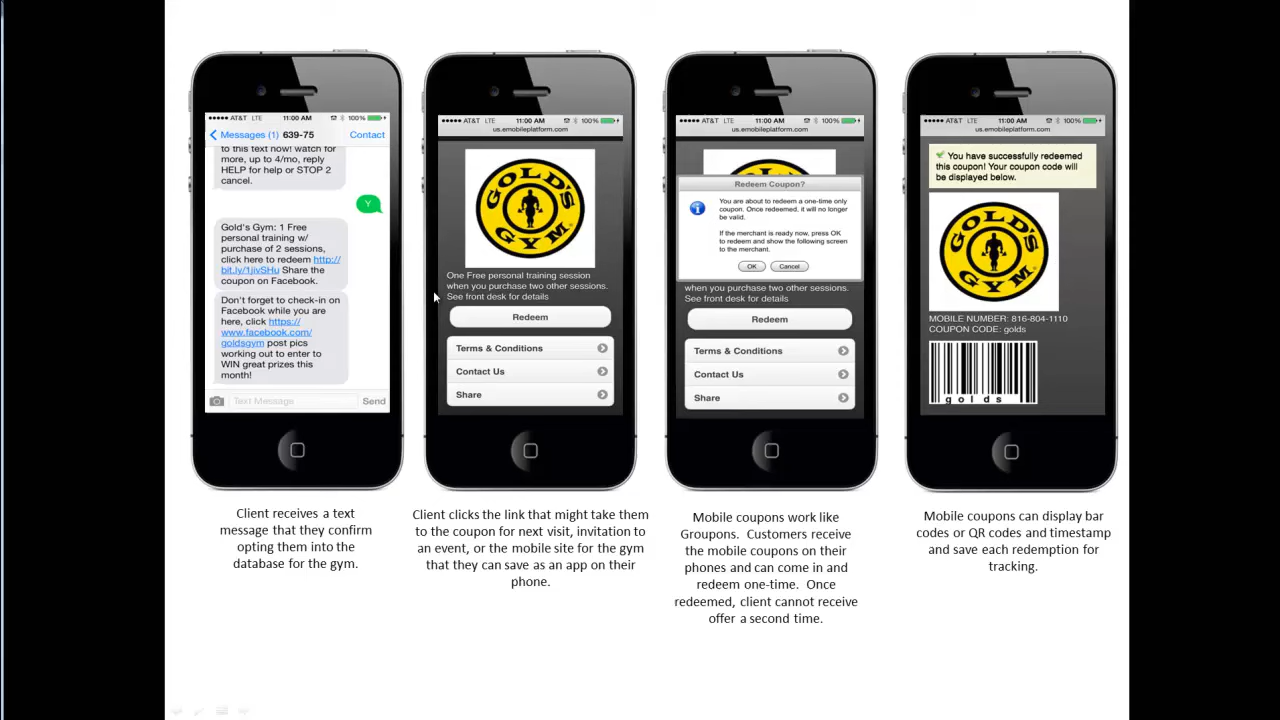 ●●●●● AT&T LTE 11:00 AM 100%
Messages (1) 639-75 Contact
to this text now! watch for
more, up to 4/mo, reply
HELP for help or STOP 2
cancel.
Y
Gold's Gym: 1 Free
personal training w/
purchase of 2 sessions,
click here to redeem http://
bit.ly/1jivSHu Share the
coupon on Facebook.
Don't forget to check-in on
Facebook while you are
here, click https://
www.facebook.com/
goldsgym post pics
working out to enter to
WIN great prizes this
month!
Text Message Send
Client receives a text
message that they confirm
opting them into the
database for the gym.
●●●●● AT&T LTE 11:00 AM 100%
us.emobileplatform.com
GOLD'S
GYM
One Free personal training session
when you purchase two other sessions.
See front desk for details
Redeem
Terms & Conditions
Contact Us
Share
Client clicks the link that might take them
to the coupon for next visit, invitation to
an event, or the mobile site for the gym
that they can save as an app on their
phone.
●●●●● AT&T LTE 11:00 AM 100%
us.emobileplatform.com
Redeem Coupon?
You are about to redeem a one-time only
coupon. Once redeemed, it will no longer
be valid.
If the merchant is ready now, press OK
to redeem and show the following screen
to the merchant.
OK Cancel
when you purchase two other sessions.
See front desk for details
Redeem
Terms & Conditions
Contact Us
Share
Mobile coupons work like
Groupons. Customers receive
the mobile coupons on their
phones and can come in and
redeem one-time. Once
redeemed, client cannot receive
offer a second time.
●●●●● AT&T LTE 11:00 AM 100%
us.emobileplatform.com
You have successfully redeemed
this coupon! Your coupon code will
be displayed below.
GOLD'S
GYM
MOBILE NUMBER: 816-804-1110
COUPON CODE: golds
golds
Mobile coupons can display bar
codes or QR codes and timestamp
and save each redemption for
tracking.